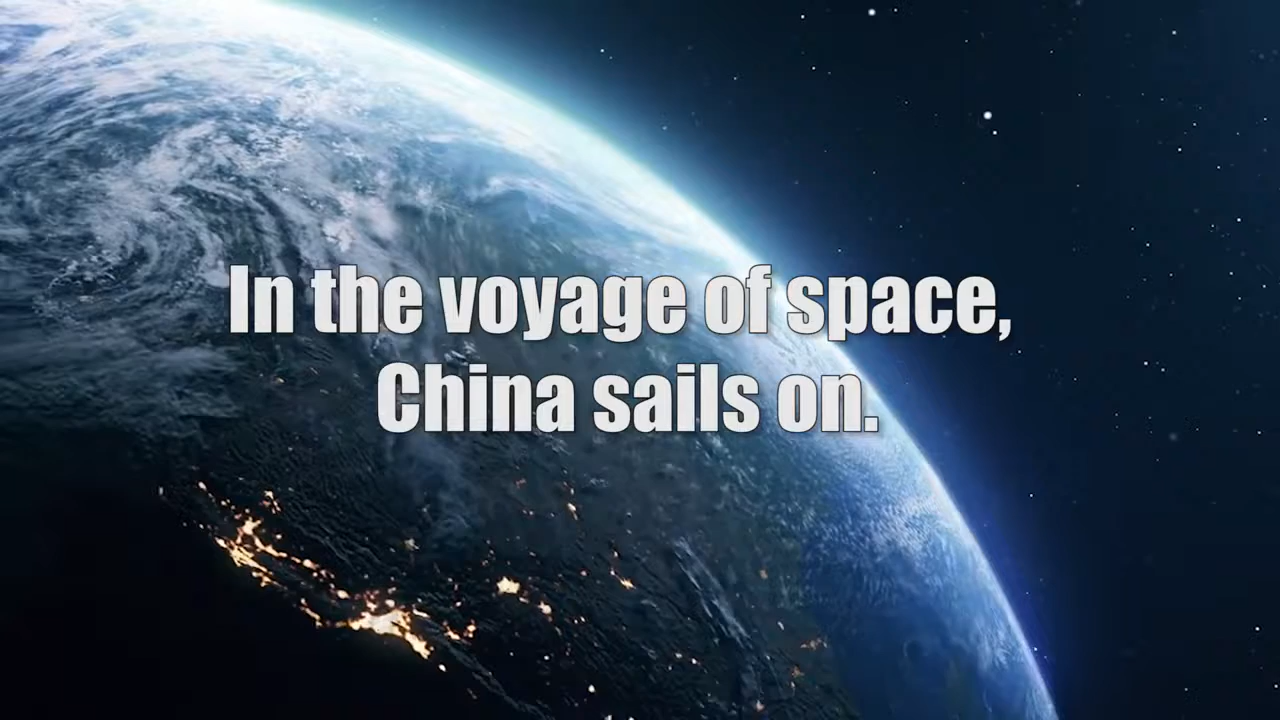 In the voyage of space,
China sails on.